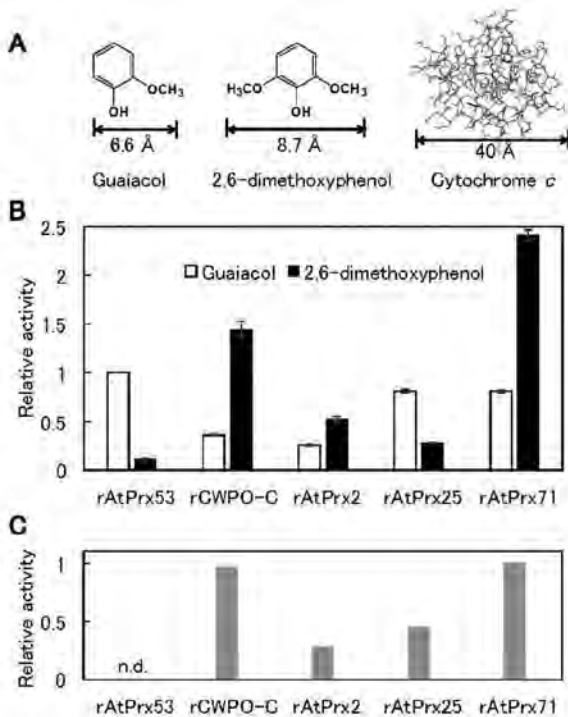 A
OCH₃
OH
6.6 Å
Guaiacol
H₃CO OCH₃
OH
8.7 Å
2,6-dimethoxyphenol
40 Å
Cytochrome c
B
2.5
2
1.5
1
0.5
0
Relative activity
Guaiacol 2,6-dimethoxyphenol
rAtPrx53 rCWPO-C rAtPrx2 rAtPrx25 rAtPrx71
C
1
0.5
0
Relative activity
n.d.
rAtPrx53 rCWPO-C rAtPrx2 rAtPrx25 rAtPrx71